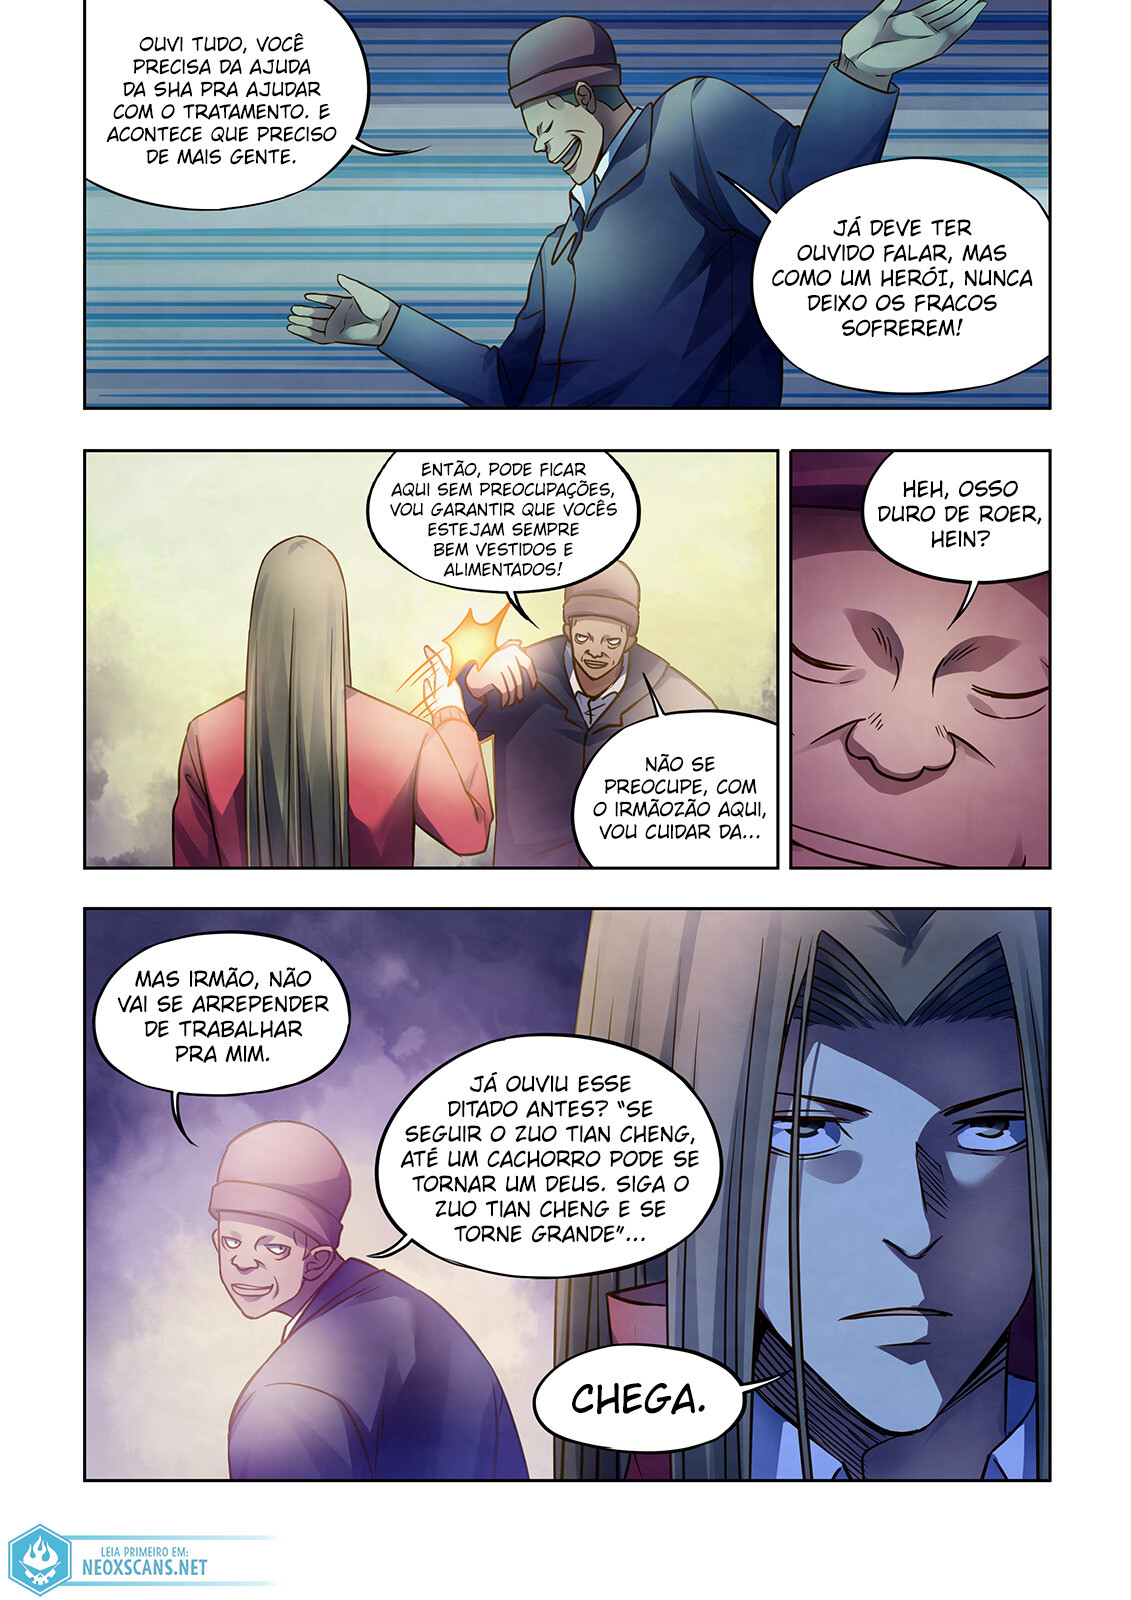 OUVI TUDO, VOCÊ
PRECISA DA AJUDA
DA SHA PRA AJUDAR
COM O TRATAMENTO. E
ACONTECE QUE PRECISO
DE MAIS GENTE.
JÁ DEVE TER
OUVIDO FALAR, MAS
COMO UM HERÓI, NUNCA
DEIXO OS FRACOS
SOFREREM!
ENTÃO, PODE FICAR
AQUI SEM PREOCUPAÇÕES,
VOU GARANTIR QUE VOCÊS
ESTEJAM SEMPRE
BEM VESTIDOS E
ALIMENTADOS!
NÃO SE
PREOCUPE, COM
O IRMÃOZÃO AQUI,
VOU CUIDAR DA...
HEH, OSSO
DURO DE ROER,
HEIN?
MAS IRMÃO, NÃO
VAI SE ARREPENDER
DE TRABALHAR
PRA MIM.
JÁ OUVIU ESSE
DITADO ANTES? "SE
SEGUIR O ZUO TIAN CHENG,
ATÉ UM CACHORRO PODE SE
TORNAR UM DEUS. SIGA O
ZUO TIAN CHENG E SE
TORNE GRANDE"...
CHEGA.
LEIA PRIMEIRO EM:
NEOXSCANS.NET